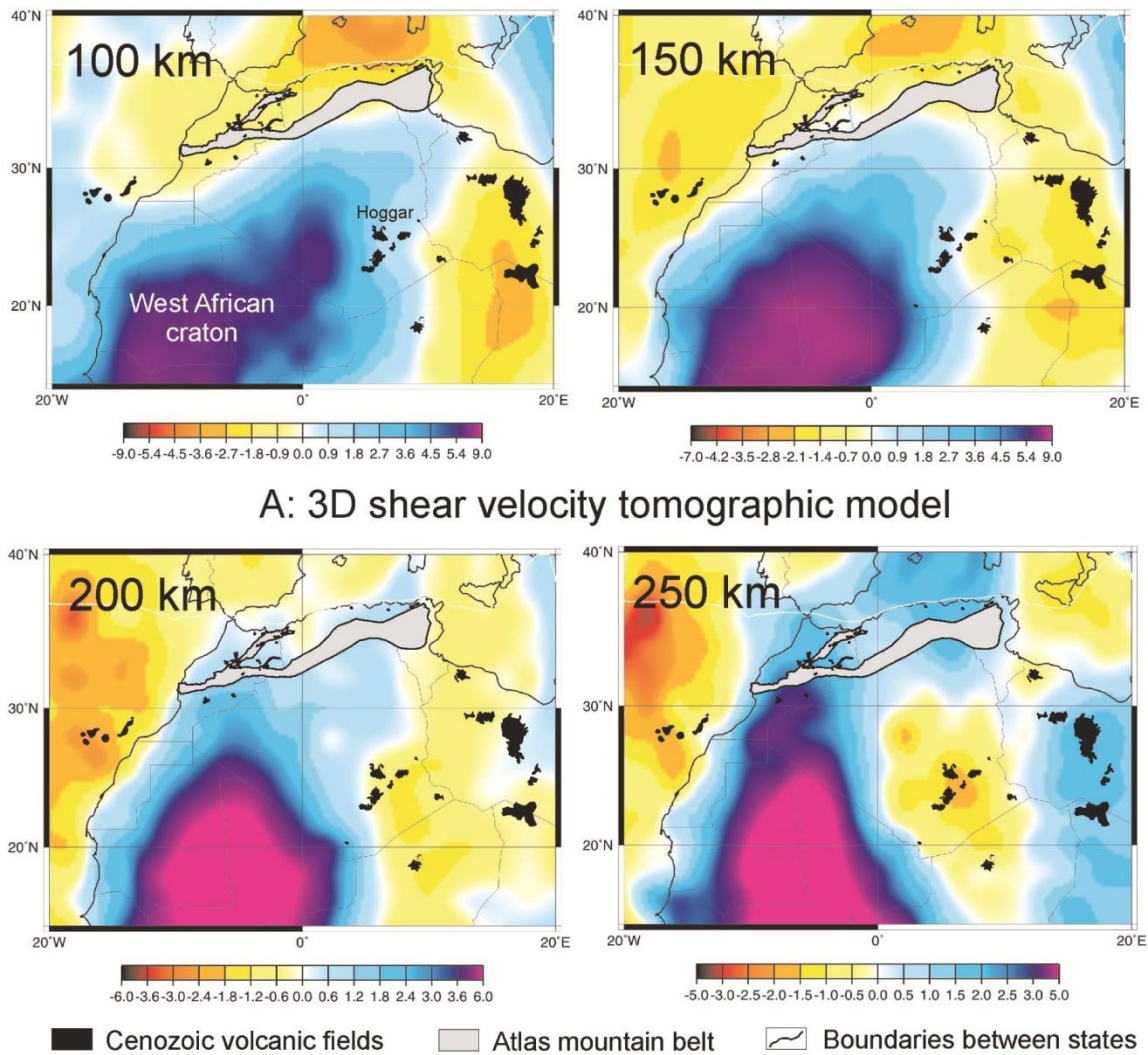 40˚N
100 km
150 km
30˚N
30˚N
Hoggar
West African
craton
20˚N
20˚N
20˚W
0˚
20˚E
20˚W
0˚
20˚E
-9.0 -5.4 -4.5 -3.6 -2.7 -1.8 -0.9 0.0 0.9 1.8 2.7 3.6 4.5 5.4 9.0
-7.0 -4.2 -3.5 -2.8 -2.1 -1.4 -0.7 0.0 0.9 1.8 2.7 3.6 4.5 5.4 9.0
A: 3D shear velocity tomographic model
40˚N
40˚N
200 km
250 km
30˚N
30˚N
20˚N
20˚N
20˚W
0˚
20˚E
20˚W
0˚
20˚E
-6.0 -3.6 -3.0 -2.4 -1.8 -1.2 -0.6 0.0 0.6 1.2 1.8 2.4 3.0 3.6 6.0
-5.0 -3.0 -2.5 -2.0 -1.5 -1.0 -0.5 0.0 0.5 1.0 1.5 2.0 2.5 3.0 5.0
Cenozoic volcanic fields
Atlas mountain belt
Boundaries between states